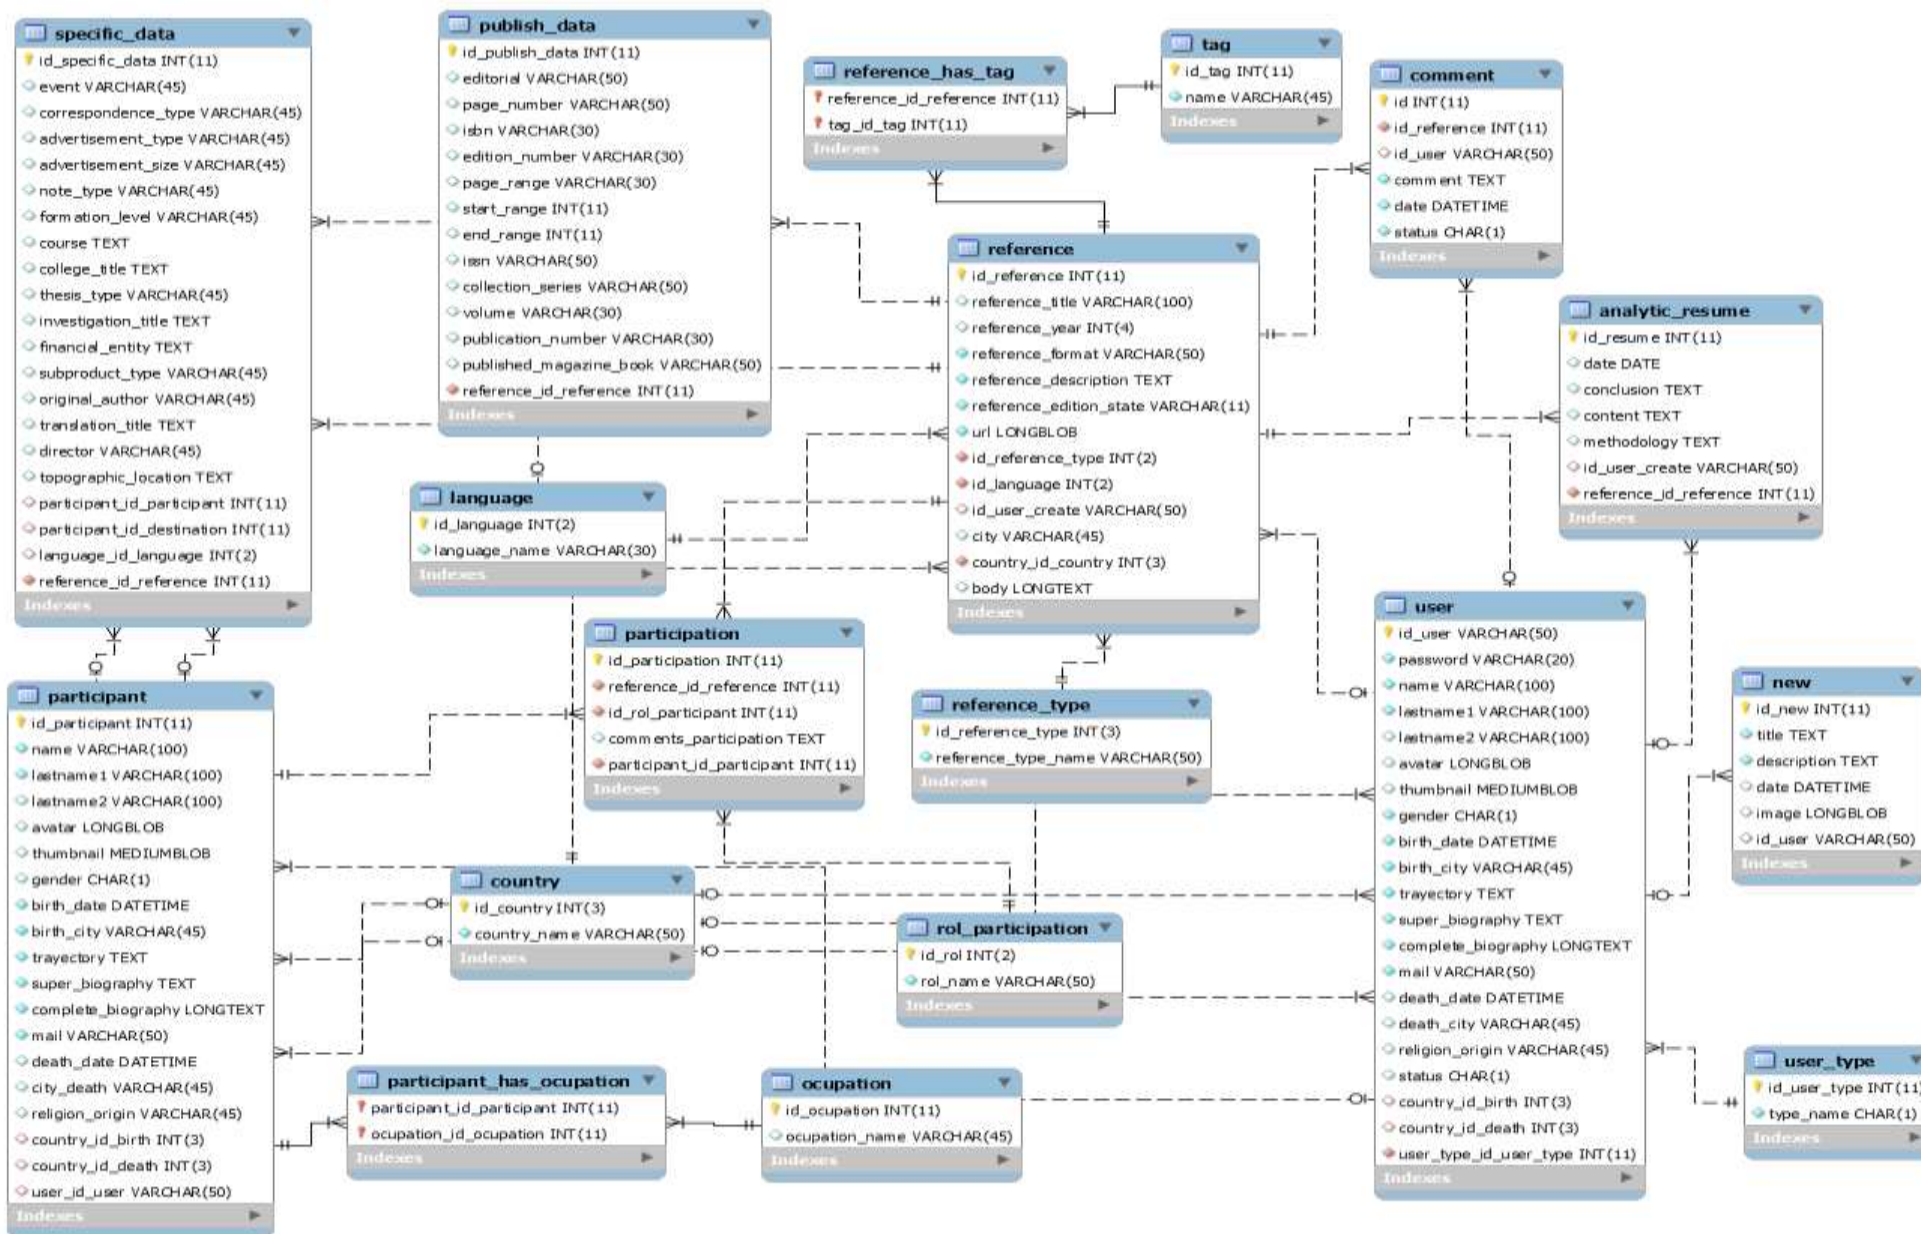 specific_data
id_specific_data INT(11)
event VARCHAR(45)
correspondence_type VARCHAR(45)
advertisement_type VARCHAR(45)
advertisement_size VARCHAR(45)
note_type VARCHAR(45)
formation_level VARCHAR(45)
course TEXT
college_title TEXT
thesis_type VARCHAR(45)
investigation_title TEXT
financial_entity TEXT
subproduct_type VARCHAR(45)
original_author VARCHAR(45)
translation_title TEXT
director VARCHAR(45)
topographic_location TEXT
participant_id_participant INT(11)
participant_id_destination INT(11)
language_id_language INT(2)
reference_id_reference INT(11)
Indexes
publish_data
id_publish_data INT(11)
editorial VARCHAR(50)
page_number VARCHAR(50)
isbn VARCHAR(30)
edition_number VARCHAR(30)
page_range VARCHAR(30)
start_range INT(11)
end_range INT(11)
issn VARCHAR(50)
collection_series VARCHAR(50)
volume VARCHAR(30)
publication_number VARCHAR(30)
published_magazine_book VARCHAR(50)
reference_id_reference INT(11)
Indexes
reference_has_tag
reference_id_reference INT(11)
tag_id_tag INT(11)
Indexes
tag
id_tag INT(11)
name VARCHAR(45)
Indexes
comment
id INT(11)
id_reference INT(11)
id_user VARCHAR(50)
comment TEXT
date DATETIME
status CHAR(1)
Indexes
reference
id_reference INT(11)
reference_title VARCHAR(100)
reference_year INT(4)
reference_format VARCHAR(50)
reference_description TEXT
reference_edition_state VARCHAR(11)
url LONGBLOB
id_reference_type INT(2)
id_language INT(2)
id_user_create VARCHAR(50)
city VARCHAR(45)
country_id_country INT(3)
body LONGTEXT
Indexes
analytic_resume
id_resume INT(11)
date DATE
conclusion TEXT
content TEXT
methodology TEXT
id_user_create VARCHAR(50)
reference_id_reference INT(11)
Indexes
language
id_language INT(2)
language_name VARCHAR(30)
Indexes
participation
id_participation INT(11)
reference_id_reference INT(11)
id_rol_participant INT(11)
comments_participation TEXT
participant_id_participant INT(11)
Indexes
reference_type
id_reference_type INT(3)
reference_type_name VARCHAR(50)
Indexes
user
id_user VARCHAR(50)
password VARCHAR(20)
name VARCHAR(100)
lastname1 VARCHAR(100)
lastname2 VARCHAR(100)
avatar LONGBLOB
thumbnail MEDIUMBLOB
gender CHAR(1)
birth_date DATETIME
birth_city VARCHAR(45)
trayectory TEXT
super_biography TEXT
complete_biography LONGTEXT
mail VARCHAR(50)
death_date DATETIME
death_city VARCHAR(45)
religion_origin VARCHAR(45)
status CHAR(1)
country_id_birth INT(3)
country_id_death INT(3)
user_type_id_user_type INT(11)
Indexes
new
id_new INT(11)
title TEXT
description TEXT
date DATETIME
image LONGBLOB
id_user VARCHAR(50)
Indexes
participant
id_participant INT(11)
name VARCHAR(100)
lastname1 VARCHAR(100)
lastname2 VARCHAR(100)
avatar LONGBLOB
thumbnail MEDIUMBLOB
gender CHAR(1)
birth_date DATETIME
birth_city VARCHAR(45)
trayectory TEXT
super_biography TEXT
complete_biography LONGTEXT
mail VARCHAR(50)
death_date DATETIME
city_death VARCHAR(45)
religion_origin VARCHAR(45)
country_id_birth INT(3)
country_id_death INT(3)
user_id_user VARCHAR(50)
Indexes
country
id_country INT(3)
country_name VARCHAR(50)
Indexes
rol_participation
id_rol INT(2)
rol_name VARCHAR(50)
Indexes
participant_has_ocupation
participant_id_participant INT(11)
ocupation_id_ocupation INT(11)
Indexes
ocupation
id_ocupation INT(11)
ocupation_name VARCHAR(45)
Indexes
user_type
id_user_type INT(11)
type_name CHAR(1)
Indexes